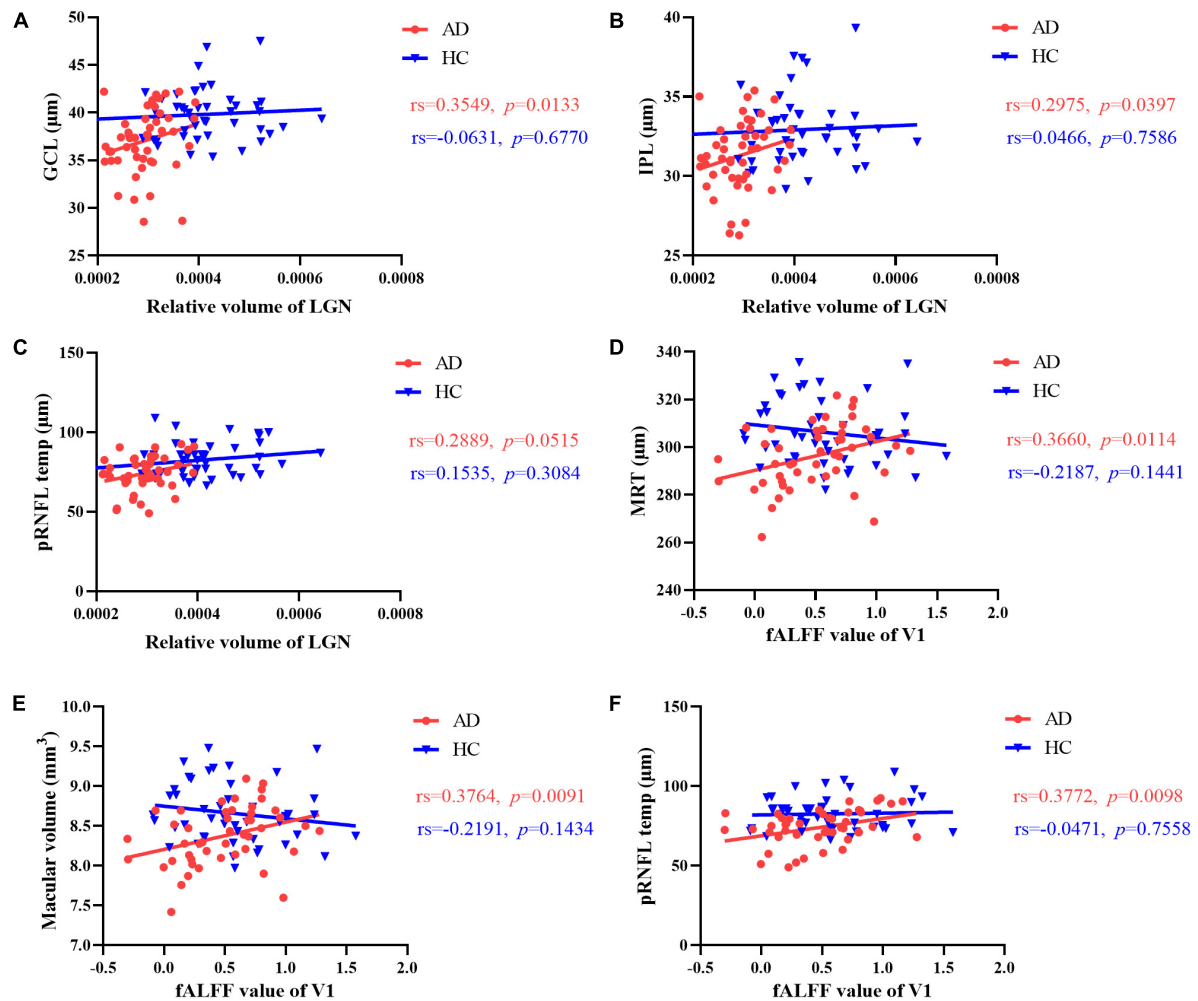 A
50
45
40
35
30
25
GCL (µm)
0.0002 0.0004 0.0006 0.0008
Relative volume of LGN
AD
HC
rs=0.3549, p=0.0133
rs=-0.0631, p=0.6770
B
40
35
30
25
IPL (µm)
0.0002 0.0004 0.0006 0.0008
Relative volume of LGN
AD
HC
rs=0.2975, p=0.0397
rs=0.0466, p=0.7586
C
150
100
50
0
pRNFL temp (µm)
0.0002 0.0004 0.0006 0.0008
Relative volume of LGN
AD
HC
rs=0.2889, p=0.0515
rs=0.1535, p=0.3084
D
340
320
300
280
260
240
MRT (µm)
-0.5 0.0 0.5 1.0 1.5 2.0
fALFF value of V1
AD
HC
rs=0.3660, p=0.0114
rs=-0.2187, p=0.1441
E
10.0
9.5
9.0
8.5
8.0
7.5
7.0
Macular volume (mm³)
-0.5 0.0 0.5 1.0 1.5 2.0
fALFF value of V1
AD
HC
rs=0.3764, p=0.0091
rs=-0.2191, p=0.1434
F
150
100
50
0
pRNFL temp (µm)
-0.5 0.0 0.5 1.0 1.5 2.0
fALFF value of V1
AD
HC
rs=0.3772, p=0.0098
rs=-0.0471, p=0.7558